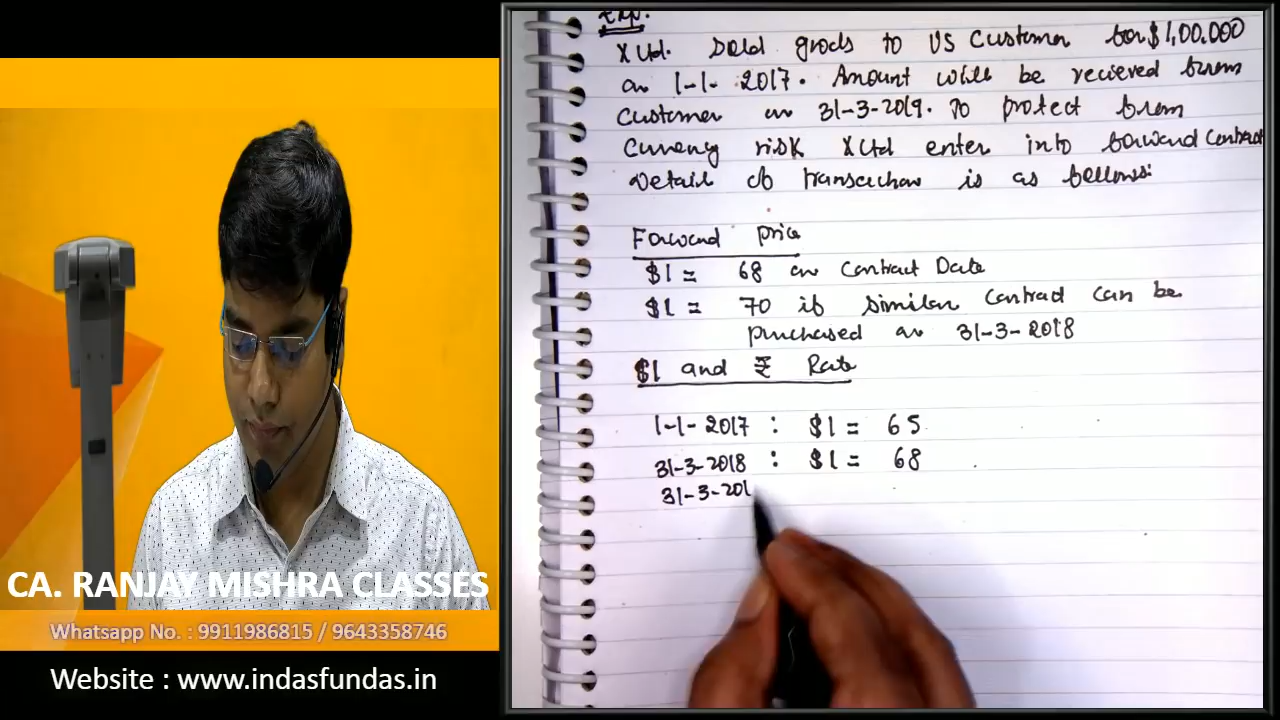 Exp.
X Ltd. sold goods to US Customer for $ 1,00,000
on 1-1-2017. Amount will be recieved from
Customer on 31-3-2019. To protect from
Currency risk X Ltd enter into forward Contract
Detail of transaction is as follows:
Forward price
$1 = 68 on Contract Date
$1 = 70 if similar Contract can be
purchased on 31-3-2018
$1 and ₹ Rate
1-1-2017 : $1 = 65
31-3-2018 : $1 = 68
31-3-201
CA. RANJAY MISHRA CLASSES
Whatsapp No. : 9911986815 / 9643358746
Website : www.indasfundas.in